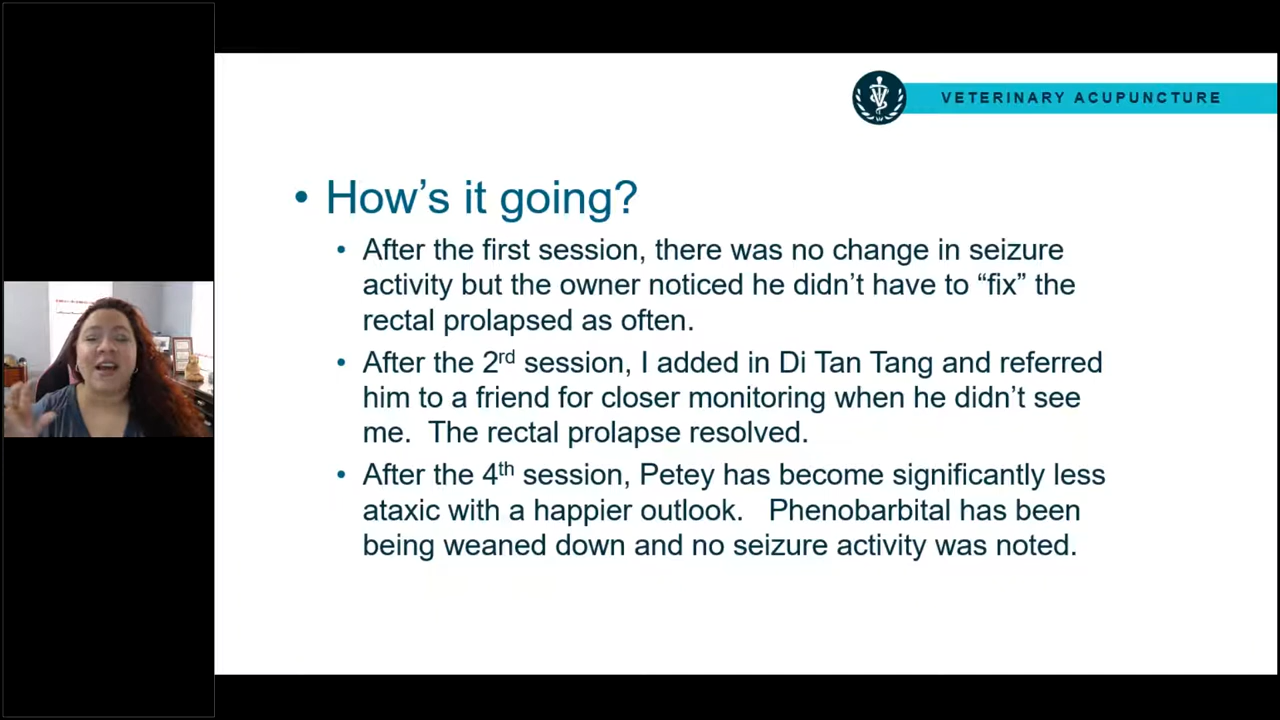 VETERINARY ACUPUNCTURE
• How's it going?
• After the first session, there was no change in seizure
activity but the owner noticed he didn't have to “fix” the
rectal prolapsed as often.
• After the 2rd session, I added in Di Tan Tang and referred
him to a friend for closer monitoring when he didn't see
me. The rectal prolapse resolved.
• After the 4th session, Petey has become significantly less
ataxic with a happier outlook. Phenobarbital has been
being weaned down and no seizure activity was noted.